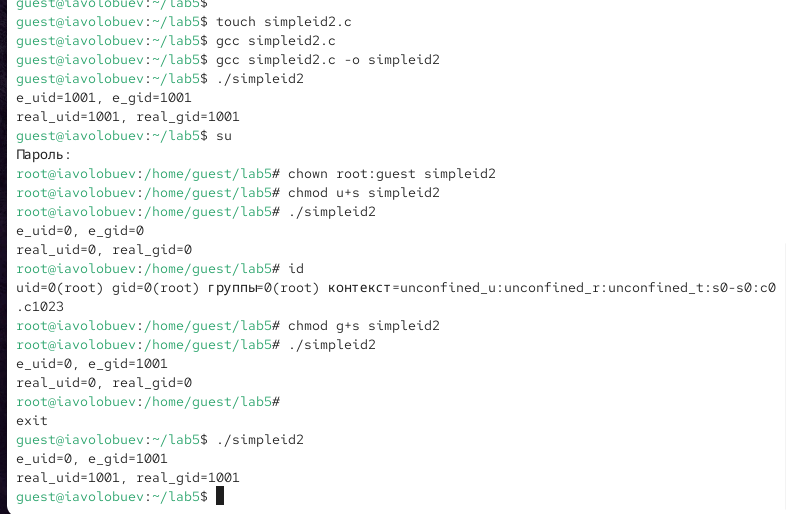 guest@iavolobuev:~/lab5$
guest@iavolobuev:~/lab5$ touch simpleid2.c
guest@iavolobuev:~/lab5$ gcc simpleid2.c
guest@iavolobuev:~/lab5$ gcc simpleid2.c -o simpleid2
guest@iavolobuev:~/lab5$ ./simpleid2
e_uid=1001, e_gid=1001
real_uid=1001, real_gid=1001
guest@iavolobuev:~/lab5$ su
Пароль:
root@iavolobuev:/home/guest/lab5# chown root:guest simpleid2
root@iavolobuev:/home/guest/lab5# chmod u+s simpleid2
root@iavolobuev:/home/guest/lab5# ./simpleid2
e_uid=0, e_gid=0
real_uid=0, real_gid=0
root@iavolobuev:/home/guest/lab5# id
uid=0(root) gid=0(root) группы=0(root) контекст=unconfined_u:unconfined_r:unconfined_t:s0-s0:c0
.c1023
root@iavolobuev:/home/guest/lab5# chmod g+s simpleid2
root@iavolobuev:/home/guest/lab5# ./simpleid2
e_uid=0, e_gid=1001
real_uid=0, real_gid=0
root@iavolobuev:/home/guest/lab5#
exit
guest@iavolobuev:~/lab5$ ./simpleid2
e_uid=0, e_gid=1001
real_uid=1001, real_gid=1001
guest@iavolobuev:~/lab5$